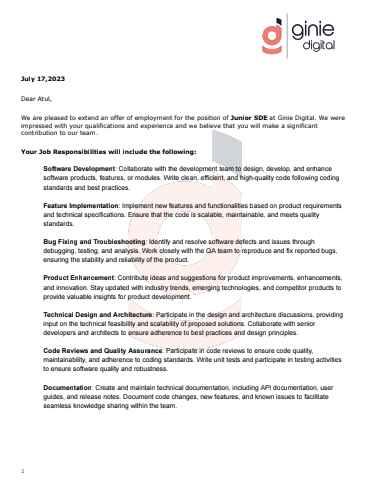 ginie
digital
July 17,2023
Dear Atul,
We are pleased to extend an offer of employment for the position of Junior SDE at Ginie Digital. We were
impressed with your qualifications and experience and we believe that you will make a significant
contribution to our team.
Your Job Responsibilities will include the following:
Software Development: Collaborate with the development team to design, develop, and enhance
software products, features, or modules. Write clean, efficient, and high-quality code following coding
standards and best practices.
Feature Implementation: Implement new features and functionalities based on product requirements
and technical specifications. Ensure that the code is scalable, maintainable, and meets quality
standards.
Bug Fixing and Troubleshooting: Identify and resolve software defects and issues through
debugging, testing, and analysis. Work closely with the QA team to reproduce and fix reported bugs,
ensuring the stability and reliability of the product.
Product Enhancement: Contribute ideas and suggestions for product improvements, enhancements,
and innovation. Stay updated with industry trends, emerging technologies, and competitor products to
provide valuable insights for product development.
Technical Design and Architecture: Participate in the design and architecture discussions, providing
input on the technical feasibility and scalability of proposed solutions. Collaborate with senior
developers and architects to ensure adherence to best practices and design principles.
Code Reviews and Quality Assurance: Participate in code reviews to ensure code quality,
maintainability, and adherence to coding standards. Write unit tests and participate in testing activities
to ensure software quality and robustness.
Documentation: Create and maintain technical documentation, including API documentation, user
guides, and release notes. Document code changes, new features, and known issues to facilitate
seamless knowledge sharing within the team.